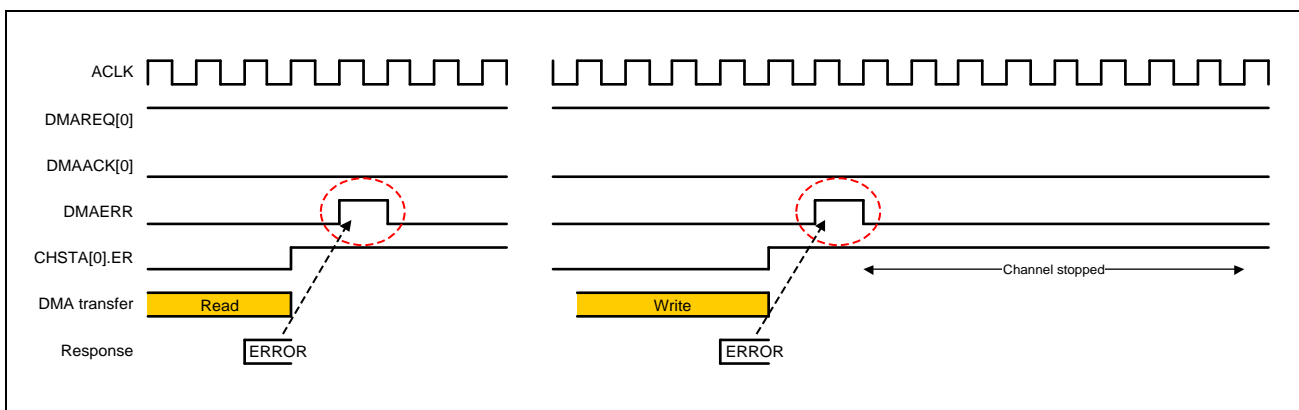 ACLK
DMAREQ[0]
DMAACK[0]
DMAERR
CHSTA[0].ER
Channel stopped
DMA transfer
Read
Write
Response
ERROR
ERROR